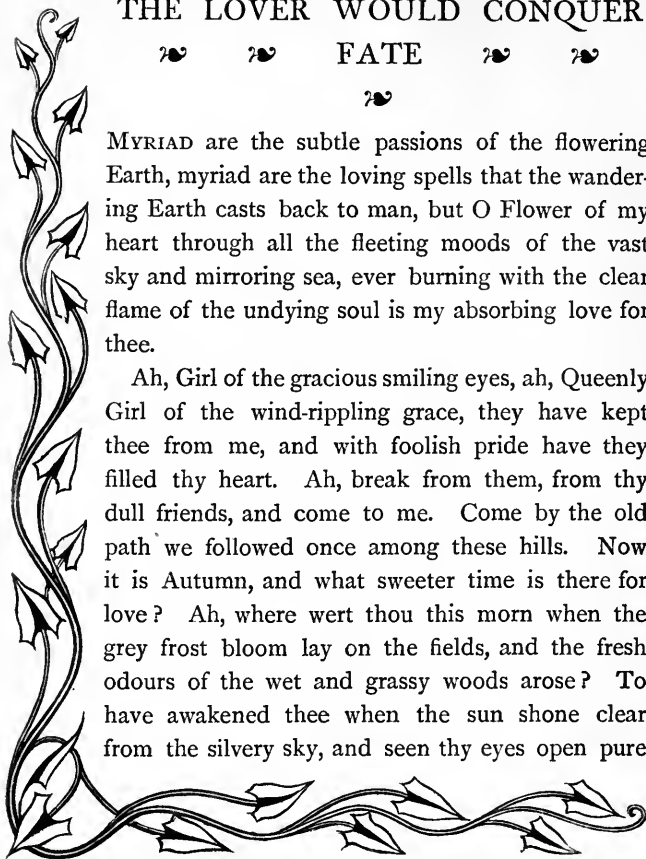 THE LOVER WOULD CONQUER
FATE
MYRIAD are the subtle passions of the flowering
Earth, myriad are the loving spells that the wander-
ing Earth casts back to man, but O Flower of my
heart through all the fleeting moods of the vast
sky and mirroring sea, ever burning with the clear
flame of the undying soul is my absorbing love for
thee.
Ah, Girl of the gracious smiling eyes, ah, Queenly
Girl of the wind-rippling grace, they have kept
thee from me, and with foolish pride have they
filled thy heart. Ah, break from them, from thy
dull friends, and come to me. Come by the old
path we followed once among these hills. Now
it is Autumn, and what sweeter time is there for
love? Ah, where wert thou this morn when the
grey frost bloom lay on the fields, and the fresh
odours of the wet and grassy woods arose? To
have awakened thee when the sun shone clear
from the silvery sky, and seen thy eyes open pure